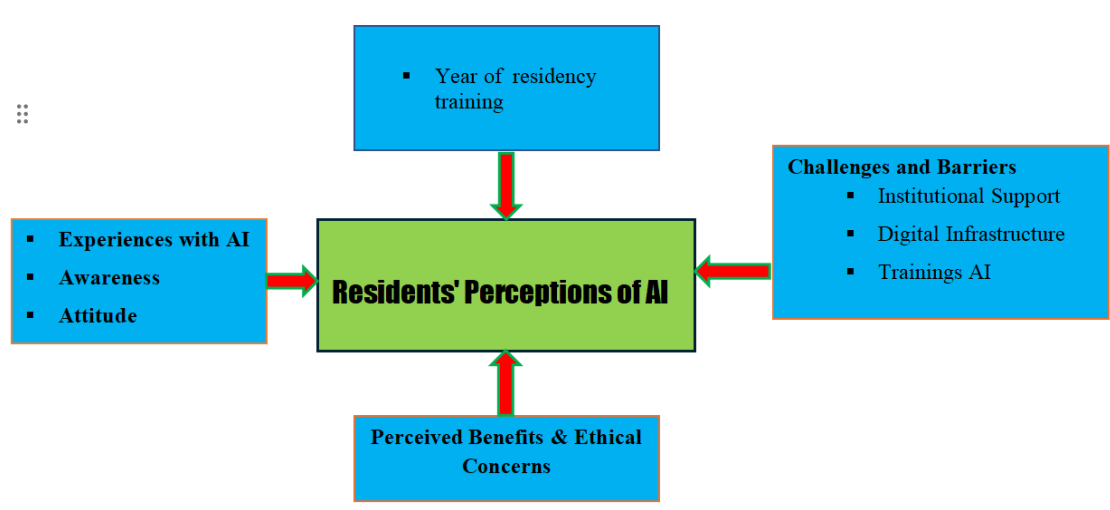 ▪ Year of residency
training
Challenges and Barriers
▪ Institutional Support
▪ Digital Infrastructure
▪ Trainings AI
▪ Experiences with AI
▪ Awareness
▪ Attitude
Residents' Perceptions of AI
Perceived Benefits & Ethical
Concerns